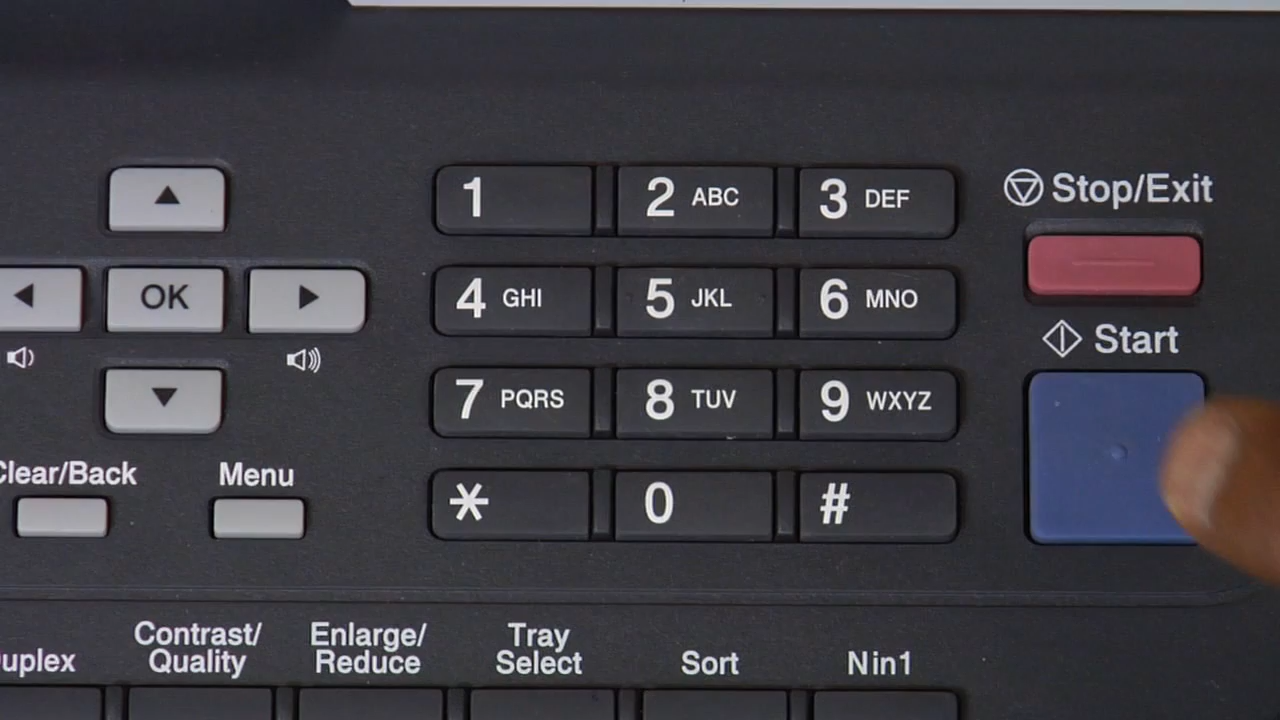 1
2 ABC
3 DEF
Stop/Exit
OK
4 GHI
5 JKL
6 MNO
Start
7 PQRS
8 TUV
9 WXYZ
Clear/Back
Menu
*
0
#
uplex
Contrast/
Quality
Enlarge/
Reduce
Tray
Select
Sort
Nin1